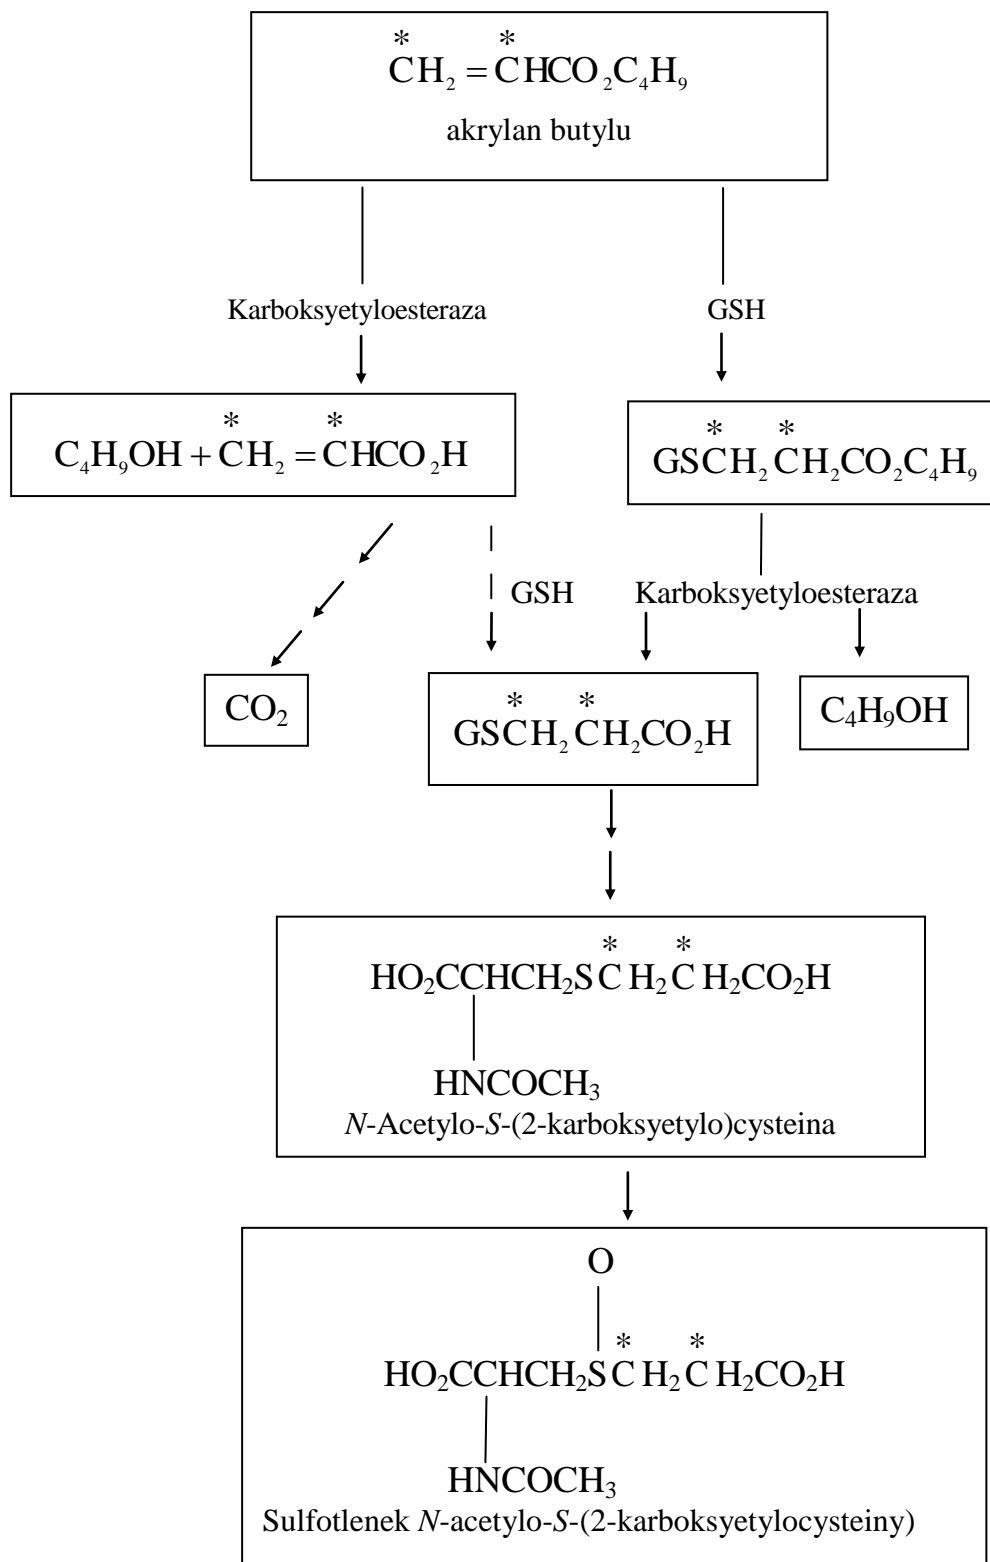 * *
CH₂ = CHCO₂C₄H₉
akrylan butylu
Karboksyetyloesteraza
GSH
* *
C₄H₉OH + CH₂ = CHCO₂H
* *
GSCH₂CH₂CO₂C₄H₉
GSH
Karboksyetyloesteraza
CO₂
* *
GSCH₂CH₂CO₂H
C₄H₉OH
* *
HO₂CCHCH₂SCH₂CH₂CO₂H
HNCOCH₃
N-Acetylo-S-(2-karboksyetylo)cysteina
O
* *
HO₂CCHCH₂SCH₂CH₂CO₂H
HNCOCH₃
Sulfotlenek N-acetylo-S-(2-karboksyetylocysteiny)